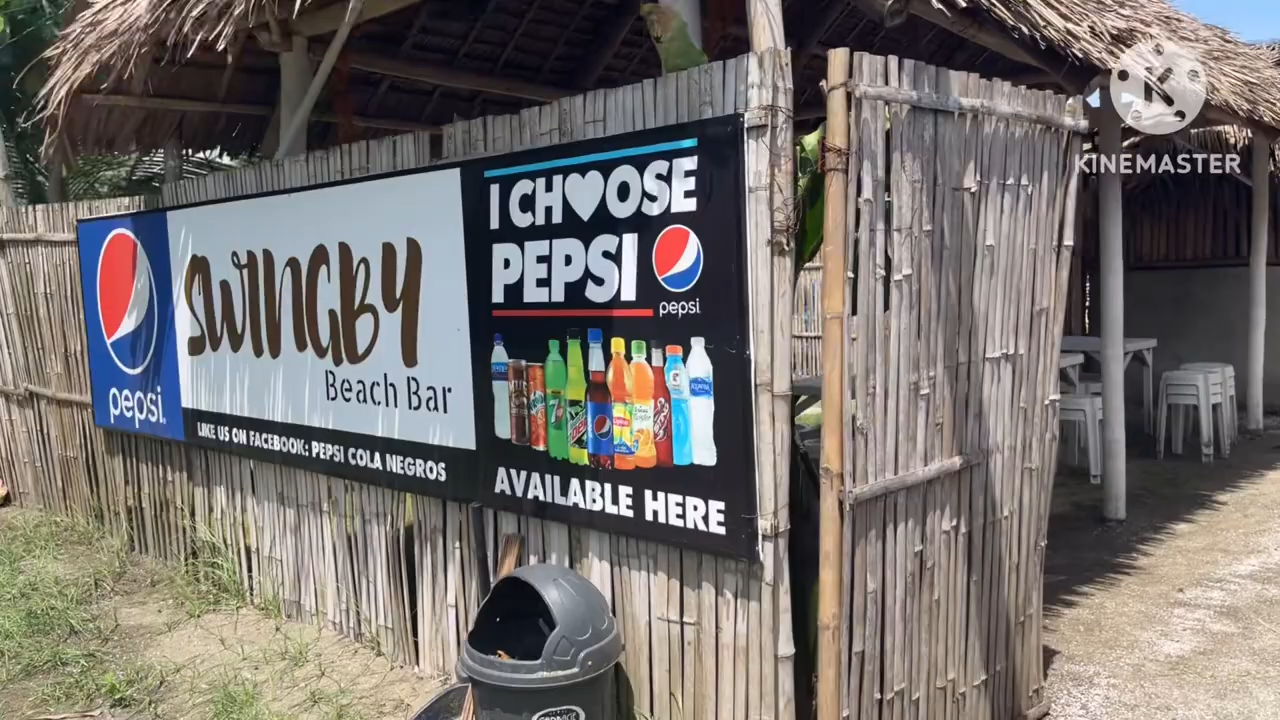 pepsi.
SWINGBY
Beach Bar
LIKE US ON FACEBOOK: PEPSI COLA NEGROS
I CHOOSE
PEPSI
pepsi.
AVAILABLE HERE
K
KINEMASTER